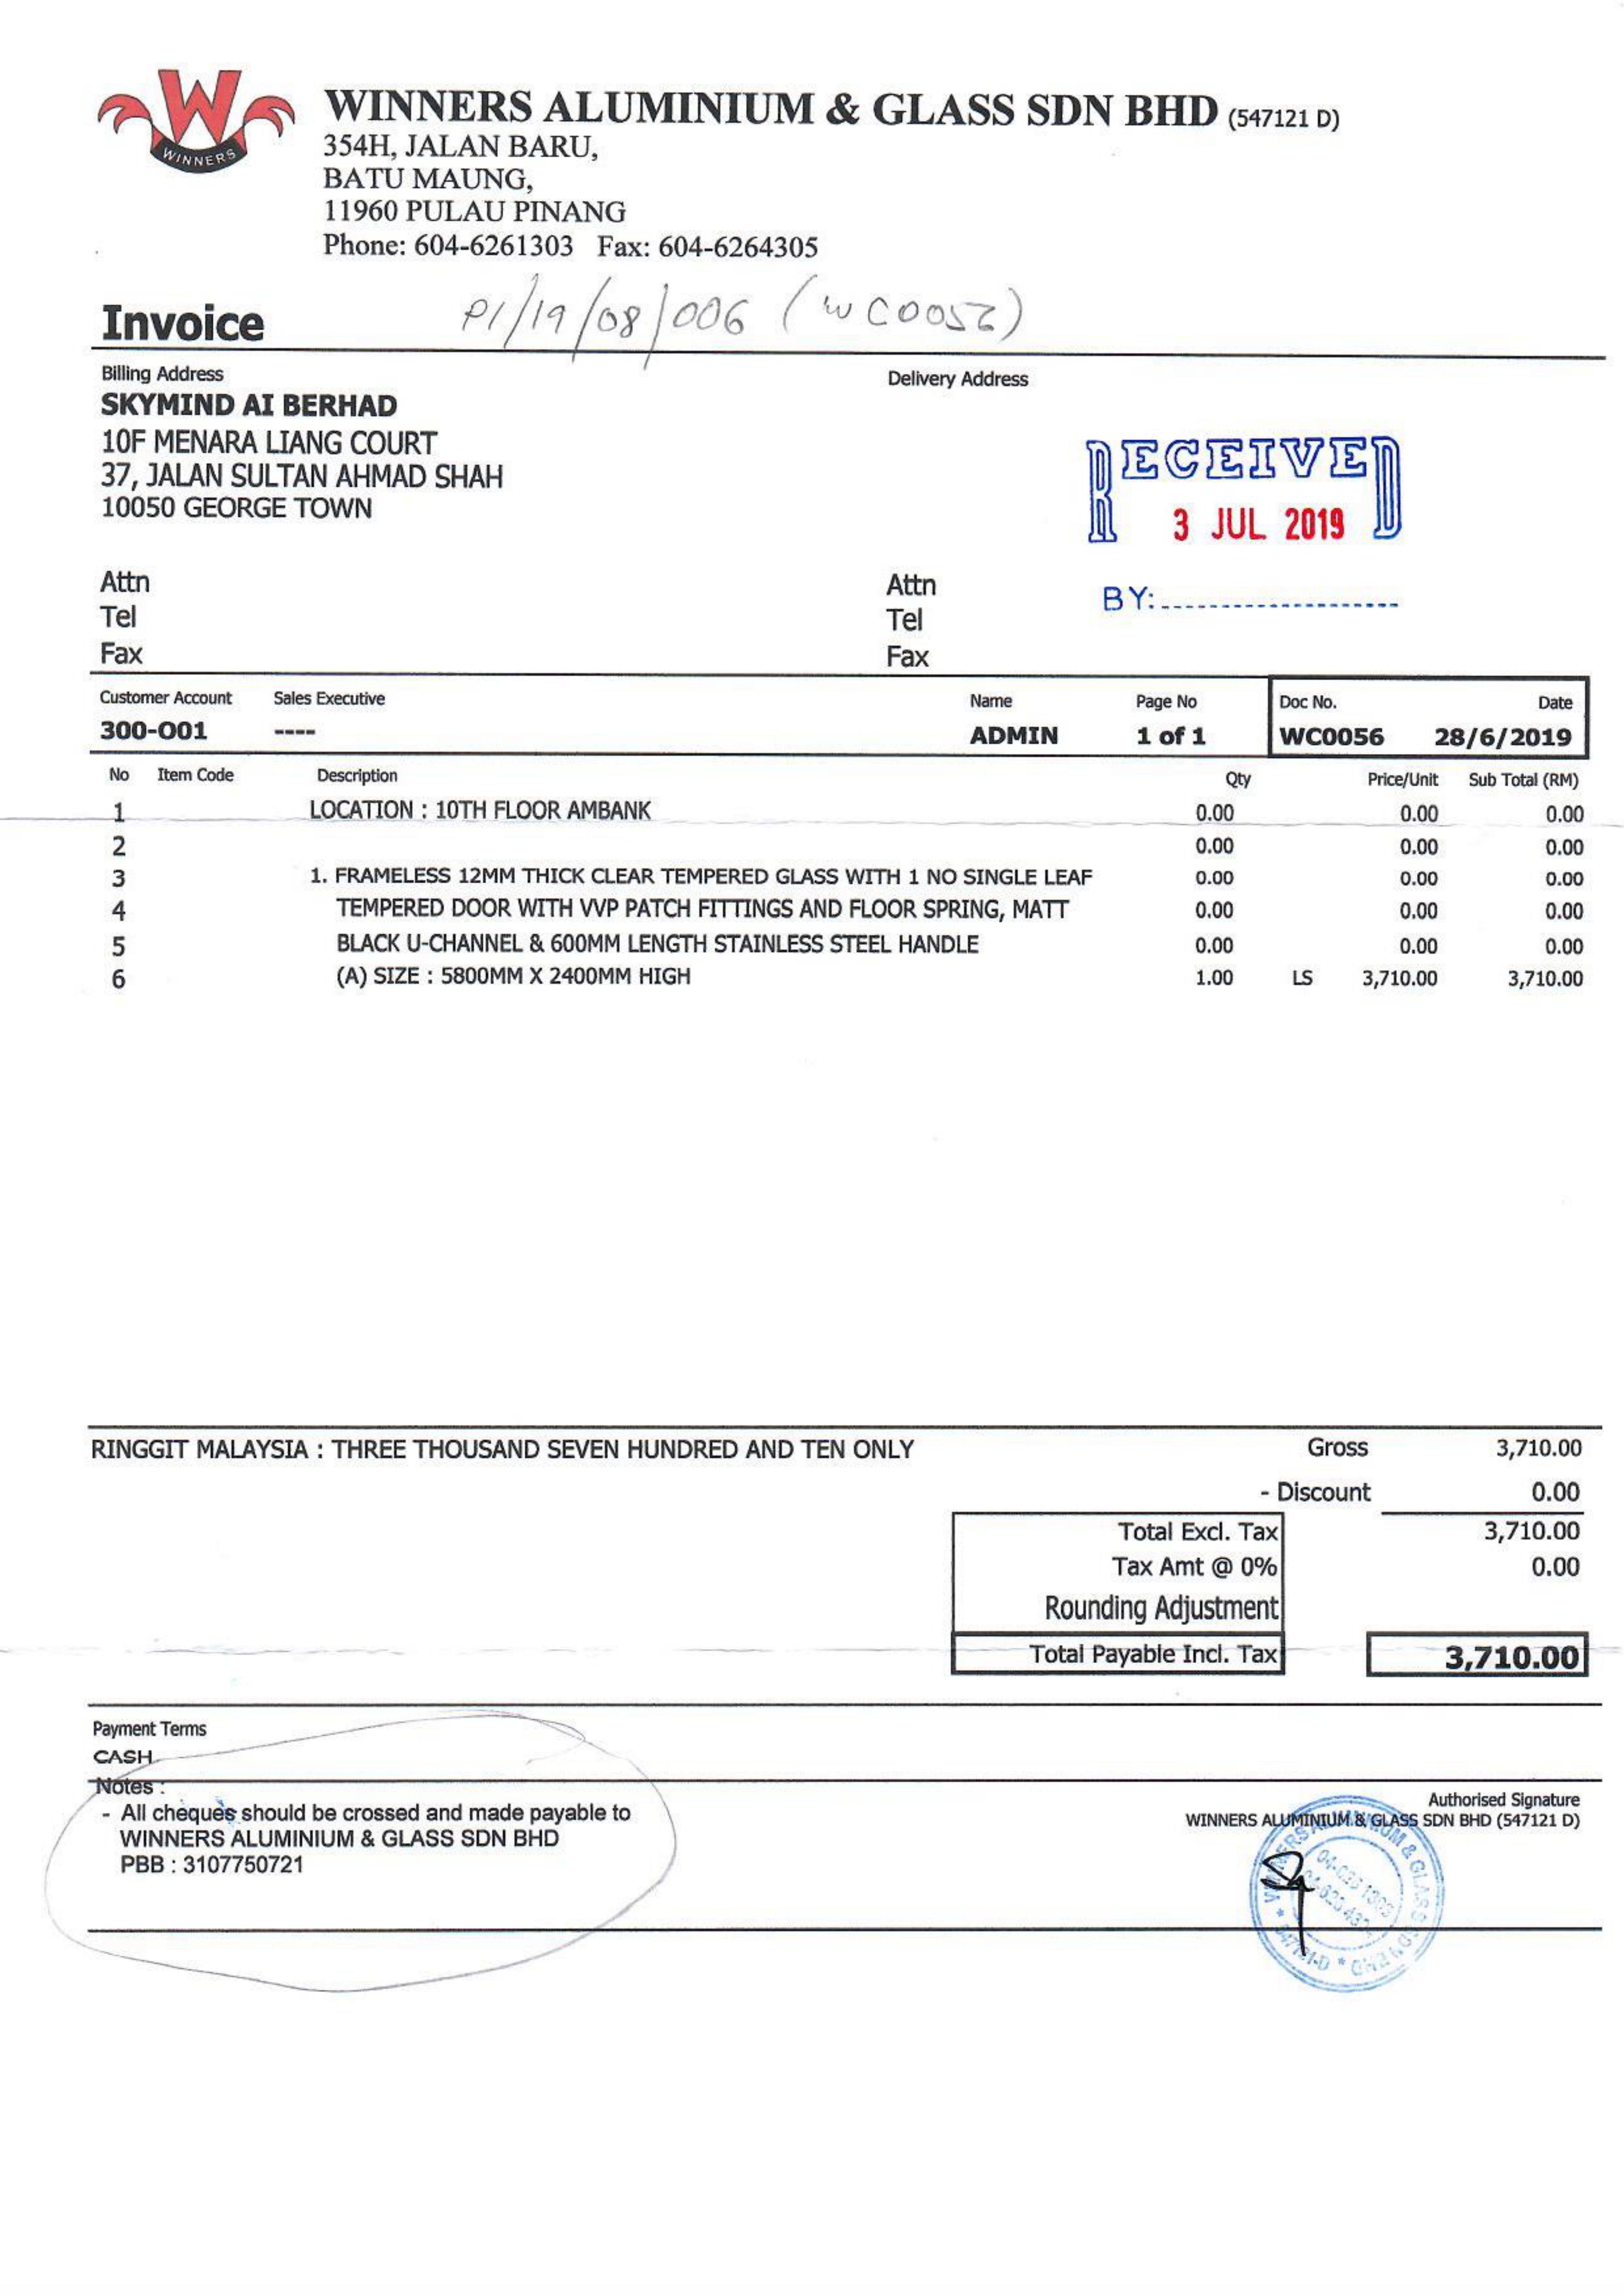 WINNERS
WINNERS ALUMINIUM & GLASS SDN BHD (547121 D)
354H, JALAN BARU,
BATU MAUNG,
11960 PULAU PINANG
Phone: 604-6261303 Fax: 604-6264305
Invoice
PI/19/08/006 (WC0056)
Billing Address
Delivery Address
SKYMIND AI BERHAD
10F MENARA LIANG COURT
37, JALAN SULTAN AHMAD SHAH
10050 GEORGE TOWN
RECEIVED
3 JUL 2019
BY:
Attn Attn
Tel Tel
Fax Fax
Customer Account Sales Executive Name Page No Doc No. Date
300-O01 ---- ADMIN 1 of 1 WC0056 28/6/2019
No Item Code Description Qty Price/Unit Sub Total (RM)
1 LOCATION : 10TH FLOOR AMBANK 0.00 0.00 0.00
2 0.00 0.00 0.00
3 1. FRAMELESS 12MM THICK CLEAR TEMPERED GLASS WITH 1 NO SINGLE LEAF 0.00 0.00 0.00
4 TEMPERED DOOR WITH VVP PATCH FITTINGS AND FLOOR SPRING, MATT 0.00 0.00 0.00
5 BLACK U-CHANNEL & 600MM LENGTH STAINLESS STEEL HANDLE 0.00 0.00 0.00
6 (A) SIZE : 5800MM X 2400MM HIGH 1.00 LS 3,710.00 3,710.00
RINGGIT MALAYSIA : THREE THOUSAND SEVEN HUNDRED AND TEN ONLY Gross 3,710.00
- Discount 0.00
Total Excl. Tax 3,710.00
Tax Amt @ 0% 0.00
Rounding Adjustment
Total Payable Incl. Tax 3,710.00
Payment Terms
CASH
Notes :
- All cheques should be crossed and made payable to
WINNERS ALUMINIUM & GLASS SDN BHD
PBB : 3107750721
Authorised Signature
WINNERS ALUMINIUM & GLASS SDN BHD (547121 D)